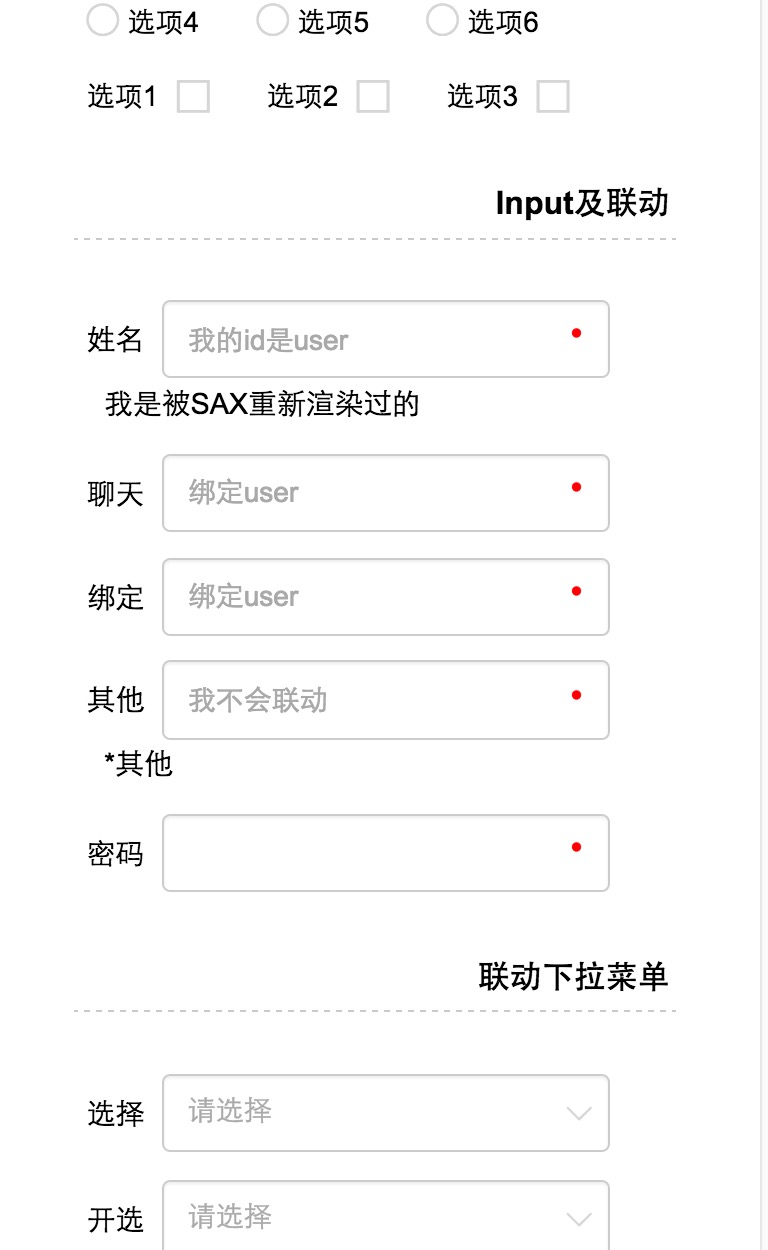 选项4 选项5 选项6
选项1 选项2 选项3
Input及联动
姓名 我的id是user
我是被SAX重新渲染过的
聊天 绑定user
绑定 绑定user
其他 我不会联动
*其他
密码
联动下拉菜单
选择 请选择
开选 请选择